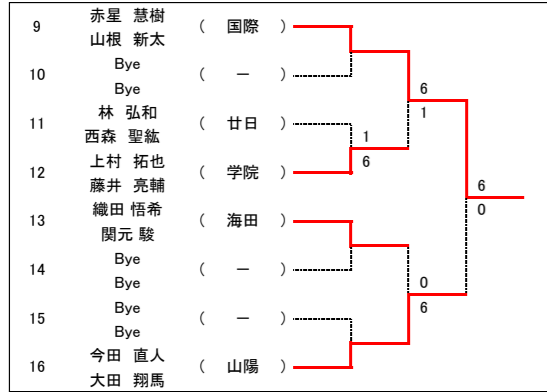 9 赤星 慧樹 山根 新太 ( 国際 )
10 Bye Bye ( ー )
6
1
11 林 弘和 西森 聖紘 ( 廿日 )
1
6
12 上村 拓也 藤井 亮輔 ( 学院 )
6
0
13 織田 悟希 関元 駿 ( 海田 )
14 Bye Bye ( ー )
0
6
15 Bye Bye ( ー )
16 今田 直人 大田 翔馬 ( 山陽 )